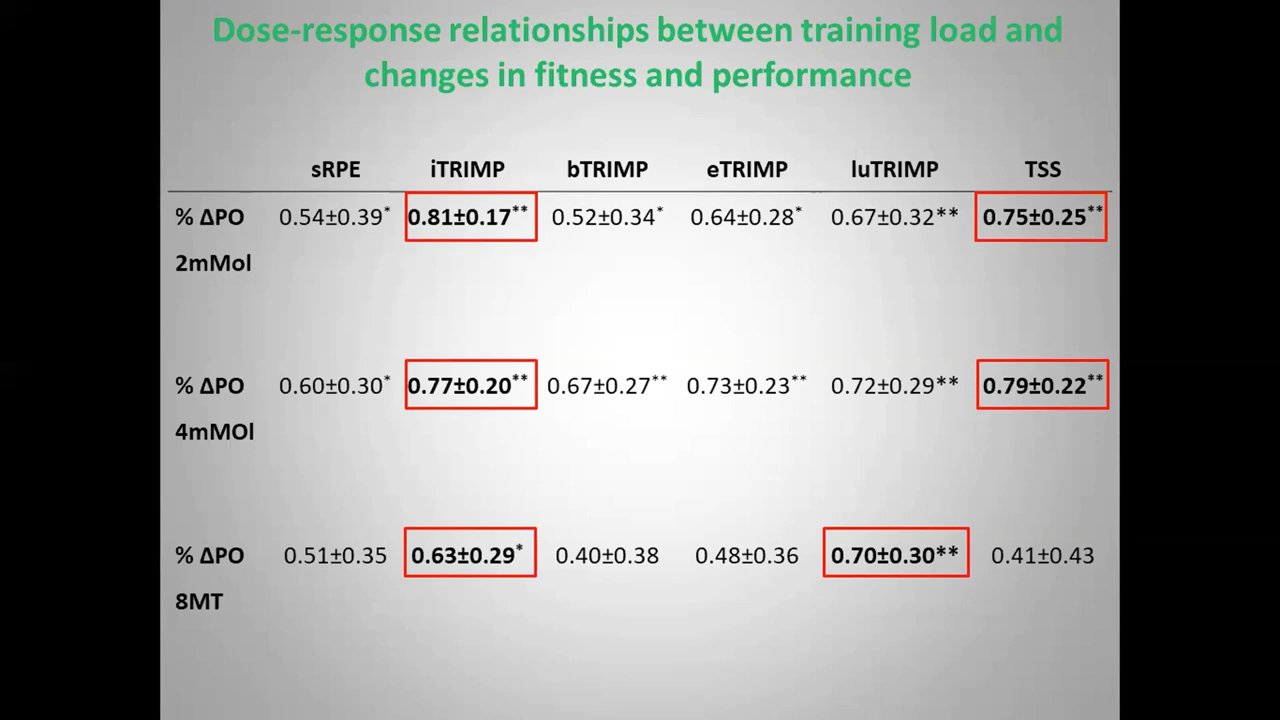 Dose-response relationships between training load and
changes in fitness and performance
sRPE iTRIMP bTRIMP eTRIMP luTRIMP TSS
% ΔPO 0.54±0.39* 0.81±0.17** 0.52±0.34* 0.64±0.28* 0.67±0.32** 0.75±0.25**
2mMol
% ΔPO 0.60±0.30* 0.77±0.20** 0.67±0.27** 0.73±0.23** 0.72±0.29** 0.79±0.22**
4mMOl
% ΔPO 0.51±0.35 0.63±0.29* 0.40±0.38 0.48±0.36 0.70±0.30** 0.41±0.43
8MT